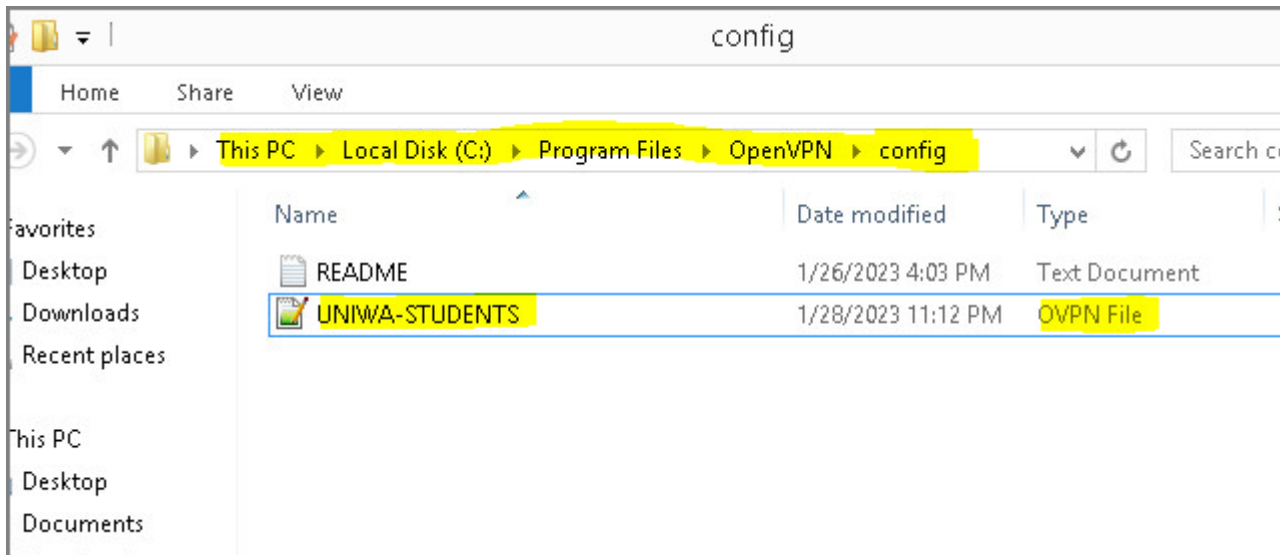 config
Home Share View
This PC Local Disk (C:) Program Files OpenVPN config Search
Name Date modified Type
avorites
Desktop
Downloads
Recent places
README 1/26/2023 4:03 PM Text Document
UNIWA-STUDENTS 1/28/2023 11:12 PM OVPN File
This PC
Desktop
Documents